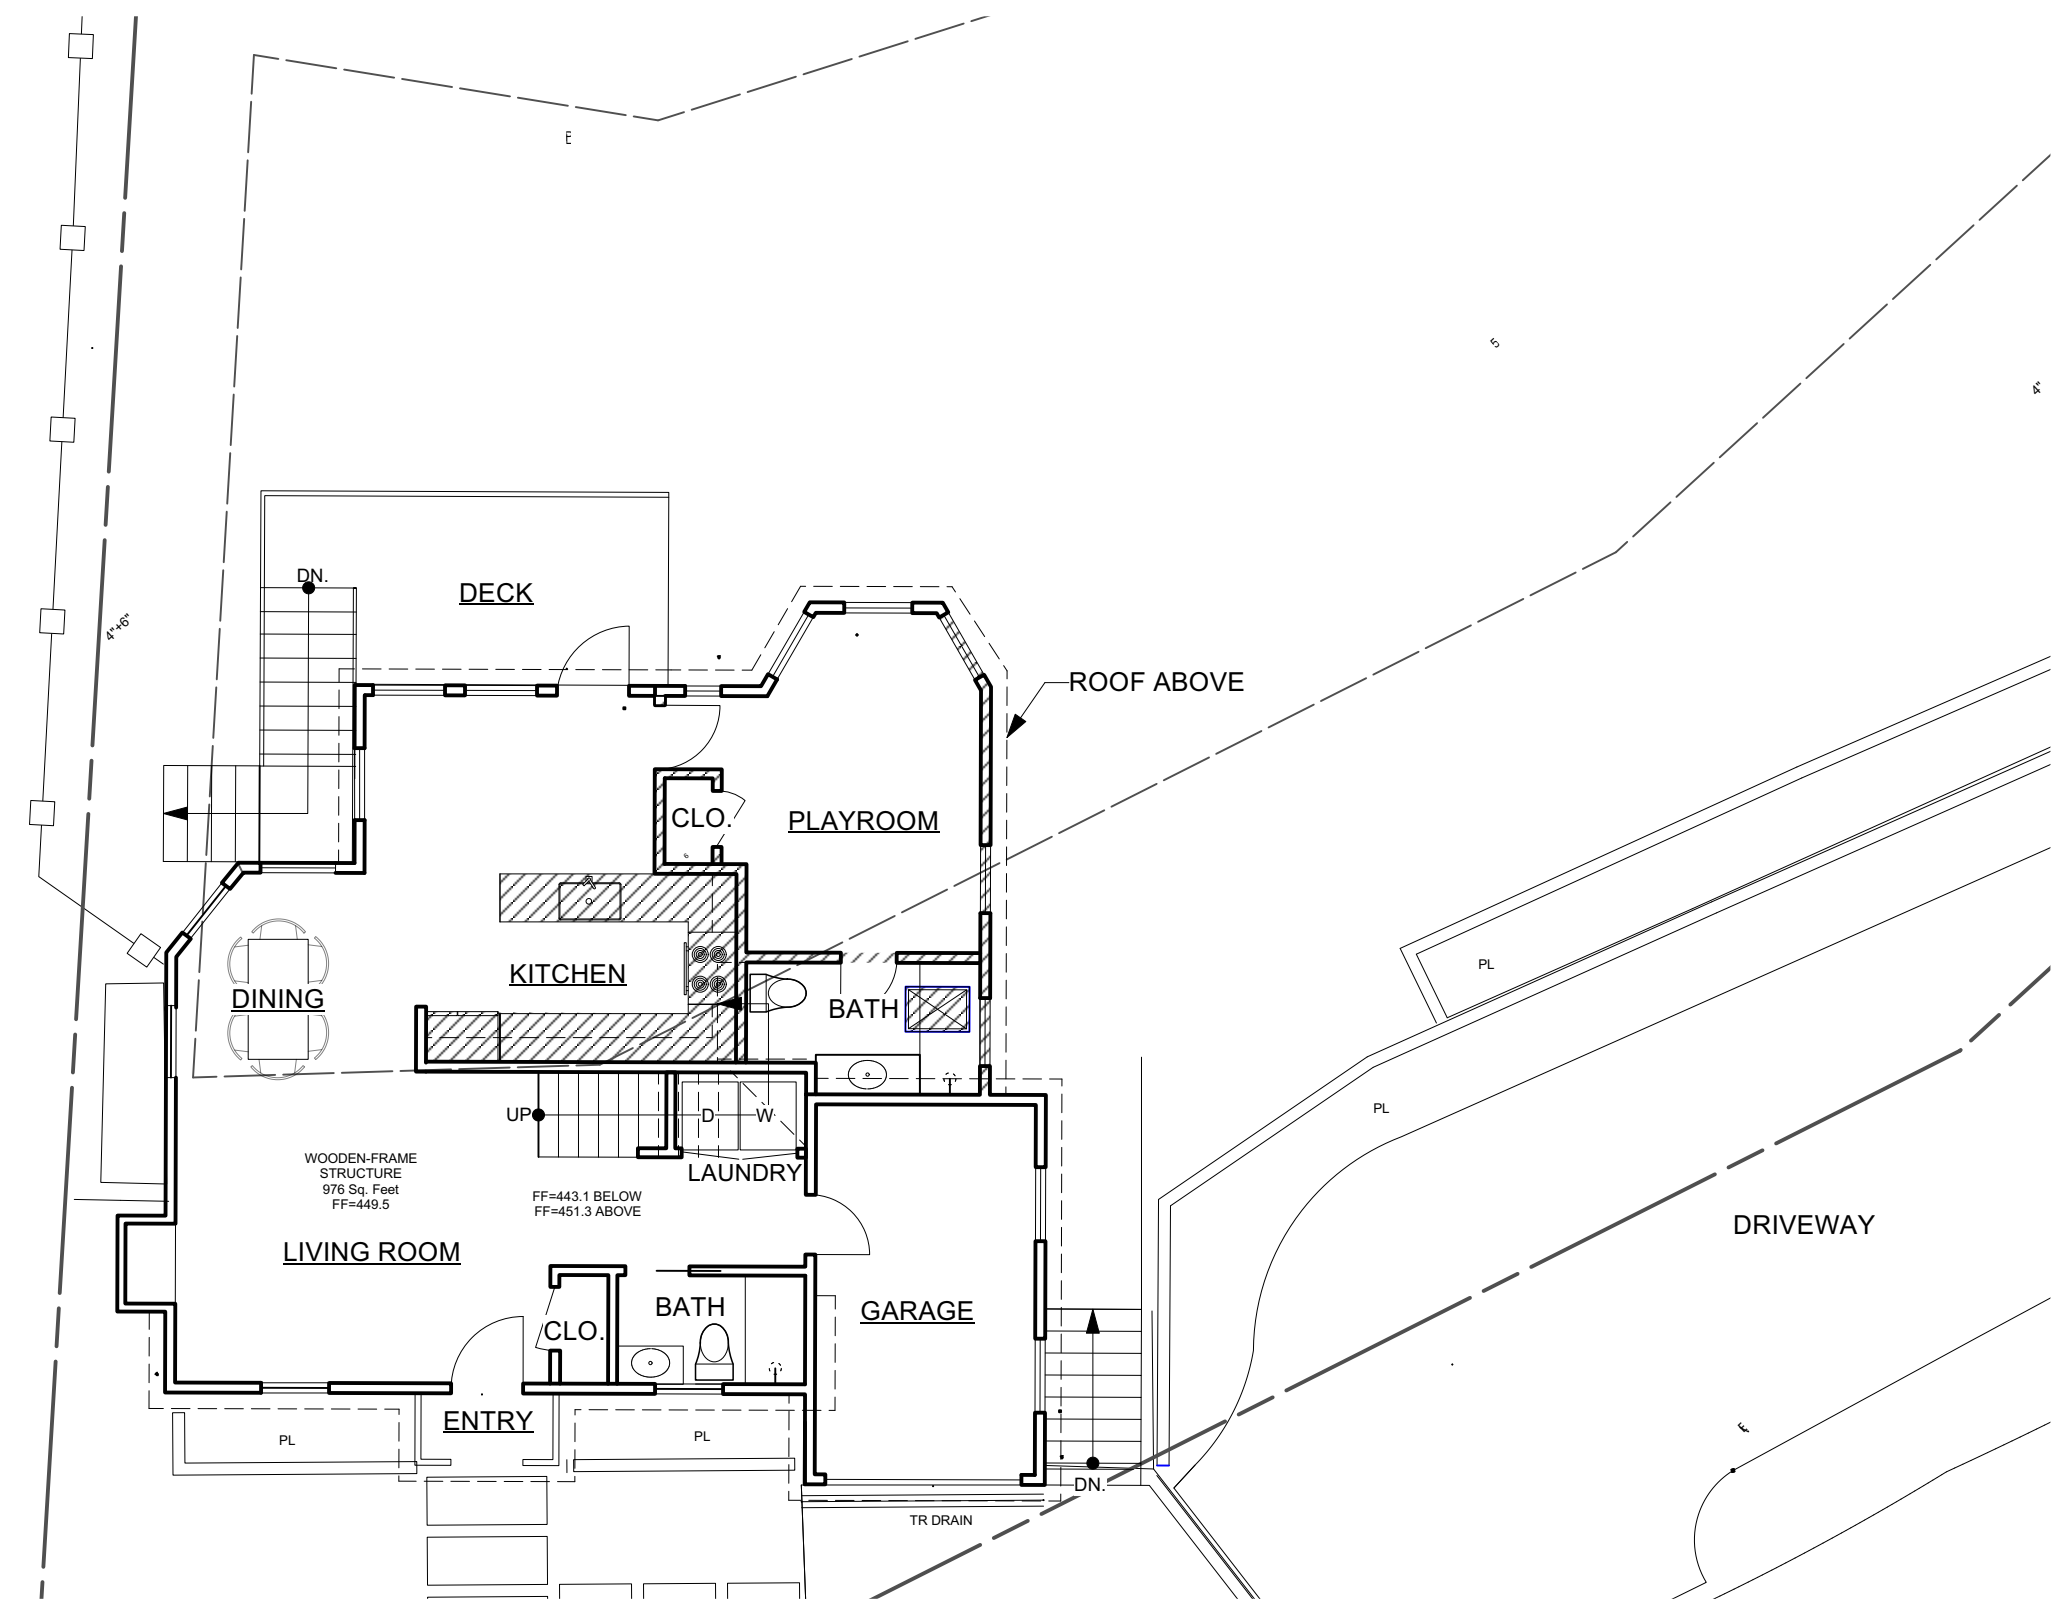 E
5
4"
DN.
DECK
4"+6"
ROOF ABOVE
CLO.
PLAYROOM
6
PL
KITCHEN
DINING
BATH
UP
D
W
PL
WOODEN-FRAME
STRUCTURE
976 Sq. Feet
FF=449.5
LAUNDRY
FF=443.1 BELOW
FF=451.3 ABOVE
DRIVEWAY
LIVING ROOM
BATH
GARAGE
CLO.
ENTRY
PL
PL
DN.
TR DRAIN